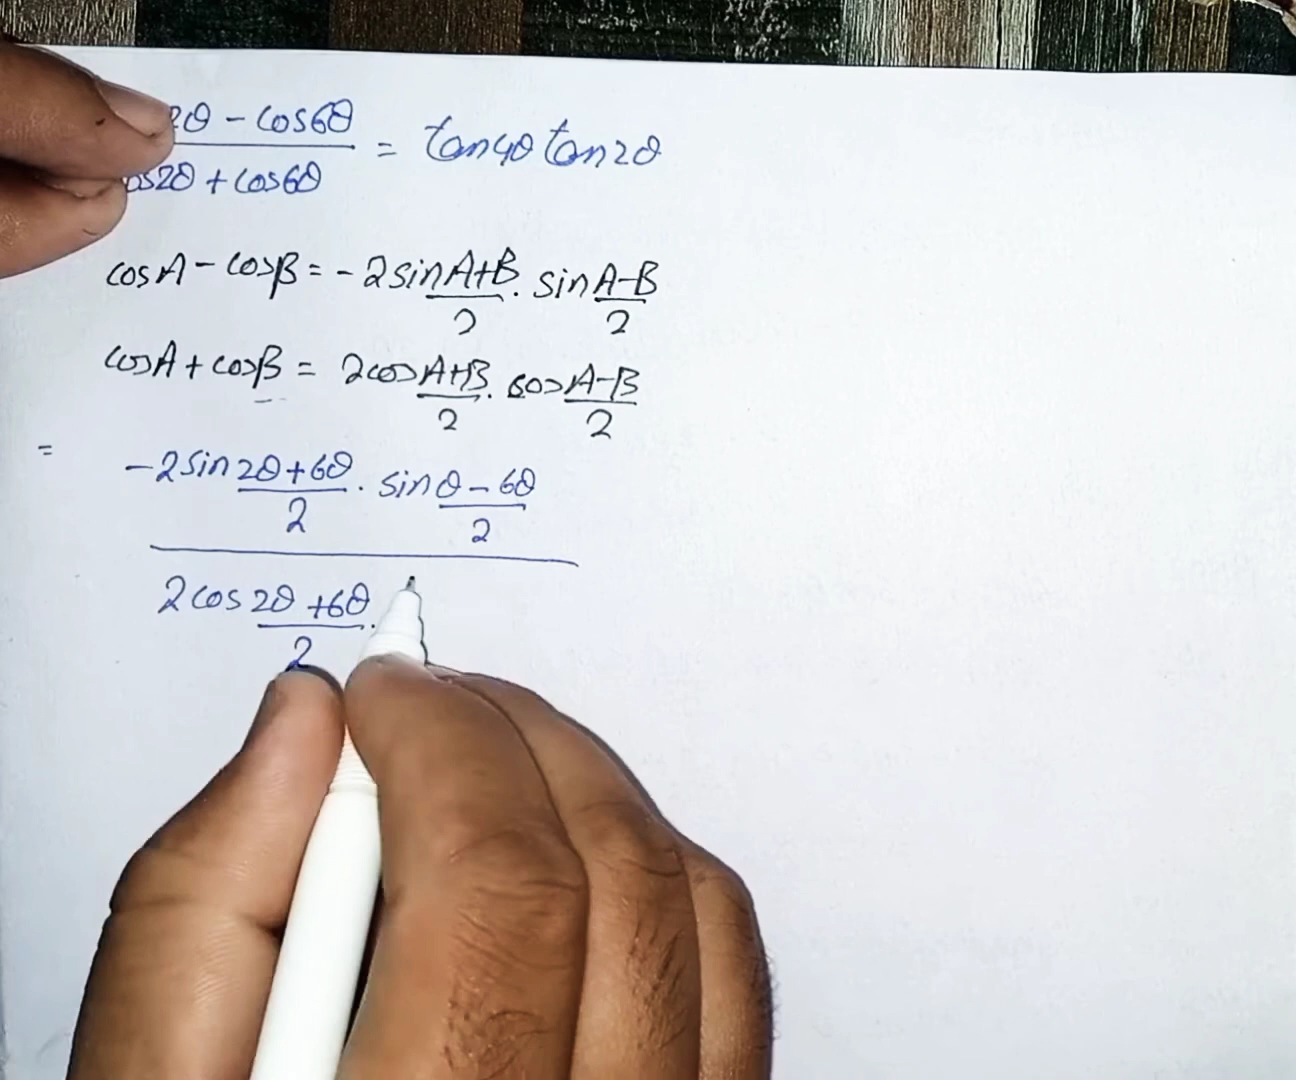 2θ - cos6θ / os2θ + cos6θ = tan4θ tan2θ
cosA - cosB = - 2sin A+B/2 . sin A-B/2
cosA + cosB = 2cos A+B/2 . cos A-B/2
= -2sin 2θ+6θ/2 . sin θ-6θ/2
2cos 2θ+6θ/2 .